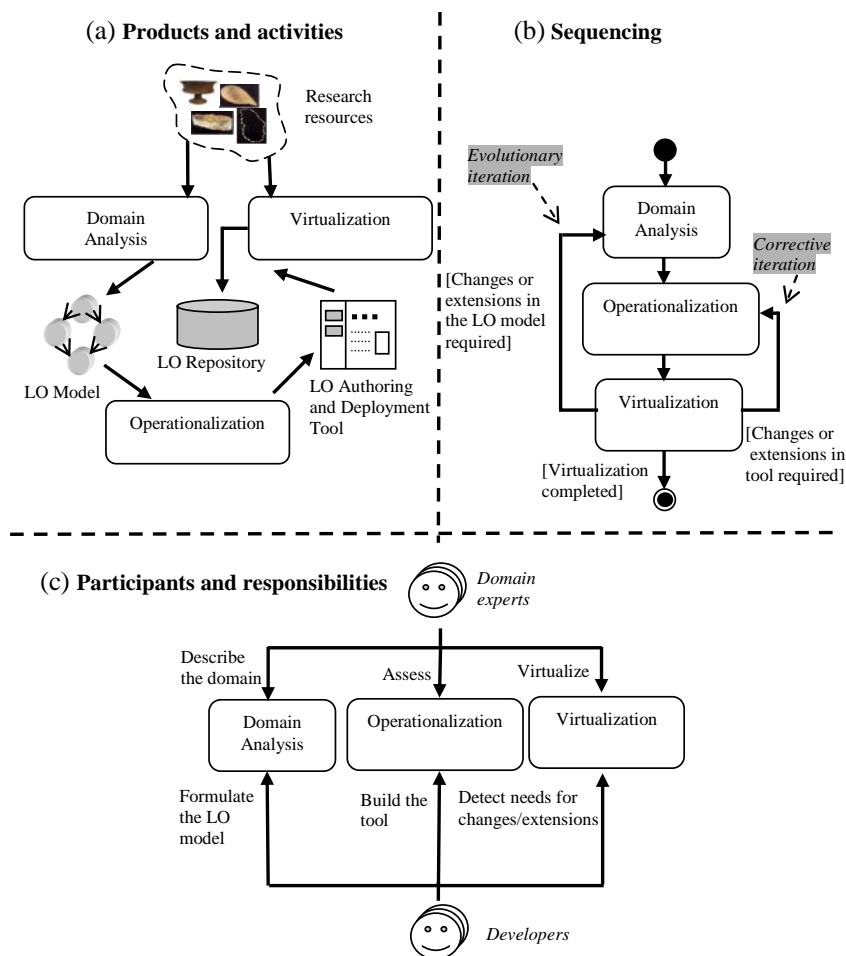 (a) Products and activities
Research
resources
Domain
Analysis
Virtualization
LO Model
LO Repository
LO Authoring
and Deployment
Tool
Operationalization
(b) Sequencing
Evolutionary
iteration
Domain
Analysis
Corrective
iteration
[Changes or
extensions in
the LO model
required]
Operationalization
Virtualization
[Changes or
extensions in
tool required]
[Virtualization
completed]
(c) Participants and responsibilities
Domain
experts
Describe
the domain
Assess
Virtualize
Domain
Analysis
Operationalization
Virtualization
Formulate
the LO
model
Build the
tool
Detect needs for
changes/extensions
Developers